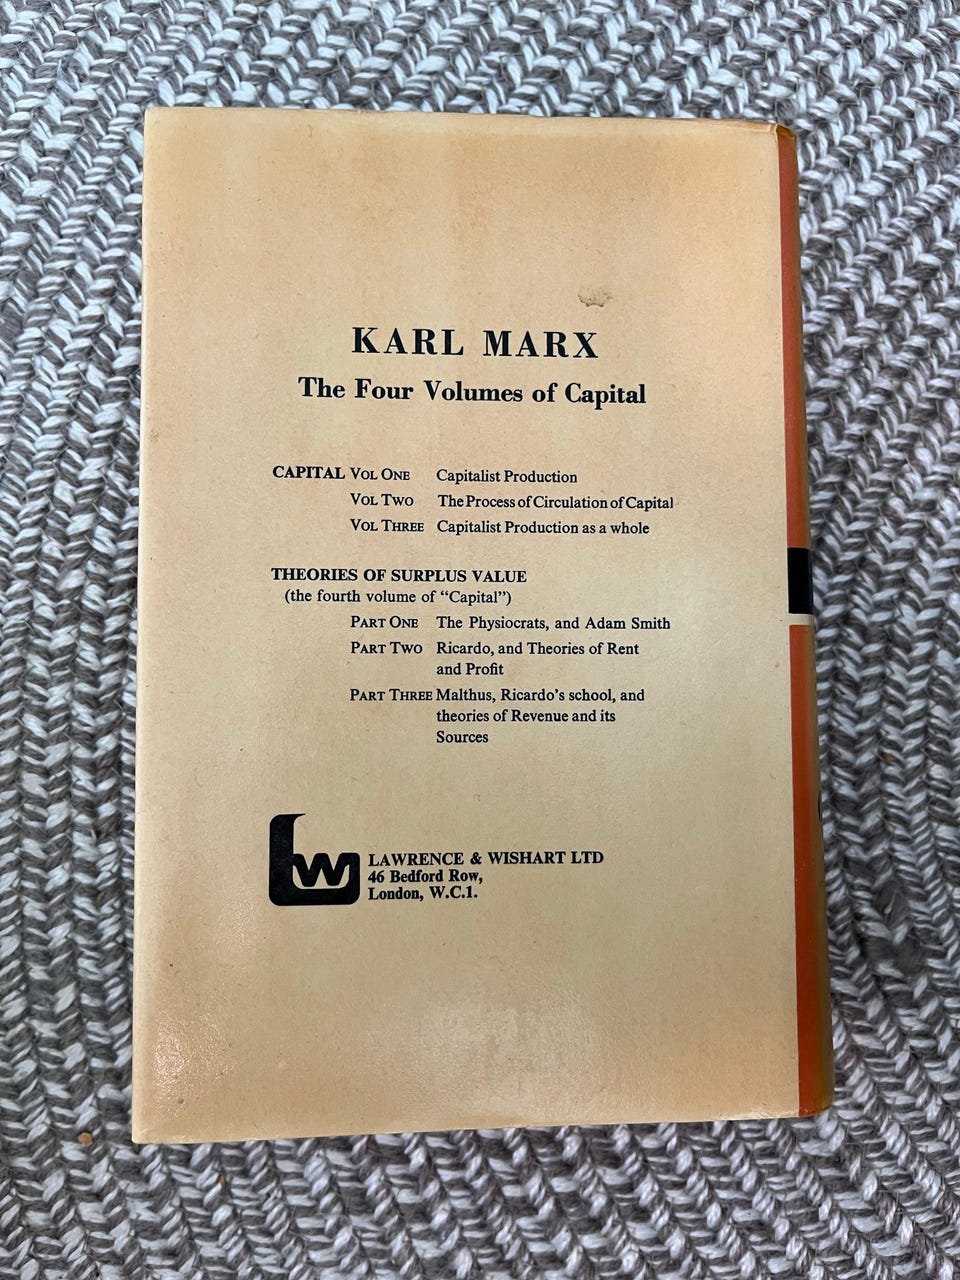 KARL MARX
The Four Volumes of Capital
CAPITAL VOL ONE Capitalist Production
VOL TWO The Process of Circulation of Capital
VOL THREE Capitalist Production as a whole
THEORIES OF SURPLUS VALUE
(the fourth volume of “Capital”)
PART ONE The Physiocrats, and Adam Smith
PART TWO Ricardo, and Theories of Rent
and Profit
PART THREE Malthus, Ricardo’s school, and
theories of Revenue and its
Sources
lw
LAWRENCE & WISHART LTD
46 Bedford Row,
London, W.C.1.